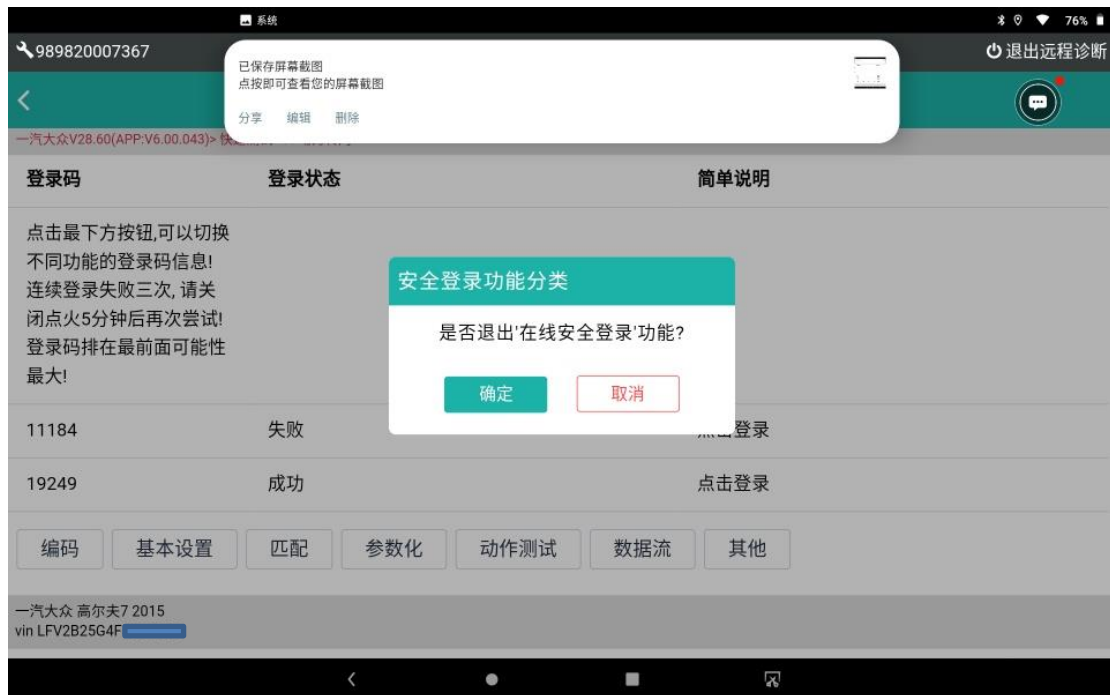 系统
76%
989820007367
退出远程诊断
已保存屏幕截图
点按即可查看您的屏幕截图
分享 编辑 删除
一汽大众V28.60(APP:V6.00.043)>
登录码 登录状态 简单说明
点击最下方按钮,可以切换
不同功能的登录码信息!
连续登录失败三次, 请关
闭点火5分钟后再次尝试!
登录码排在最前面可能性
最大!
安全登录功能分类
是否退出'在线安全登录'功能?
确定 取消
11184 失败 登录
19249 成功 点击登录
编码 基本设置 匹配 参数化 动作测试 数据流 其他
一汽大众 高尔夫7 2015
vin LFV2B25G4F